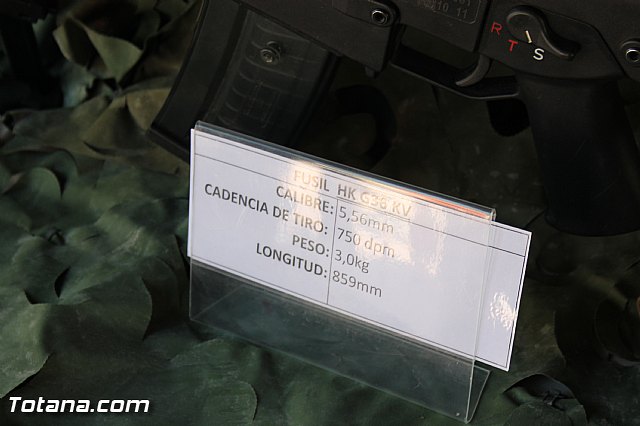 R T I S
FUSIL HK G36 KV
CALIBRE: 5,56mm
CADENCIA DE TIRO: 750 dpm
PESO: 3,0kg
LONGITUD: 859mm
Totana.com